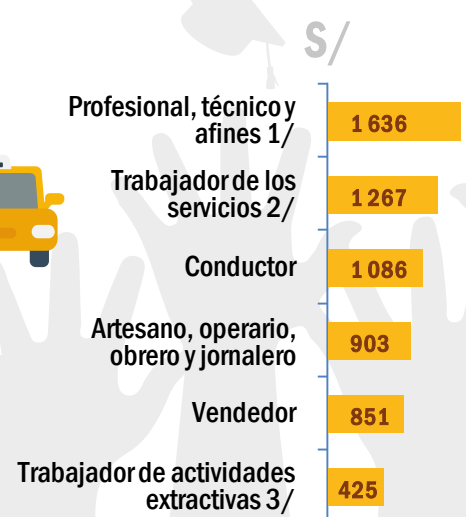 S/
Profesional, técnico y
afines 1/
1 636
Trabajador de los
servicios 2/
1 267
Conductor
1 086
Artesano, operario,
obrero y jornalero
903
Vendedor
851
Trabajador de actividades
extractivas 3/
425